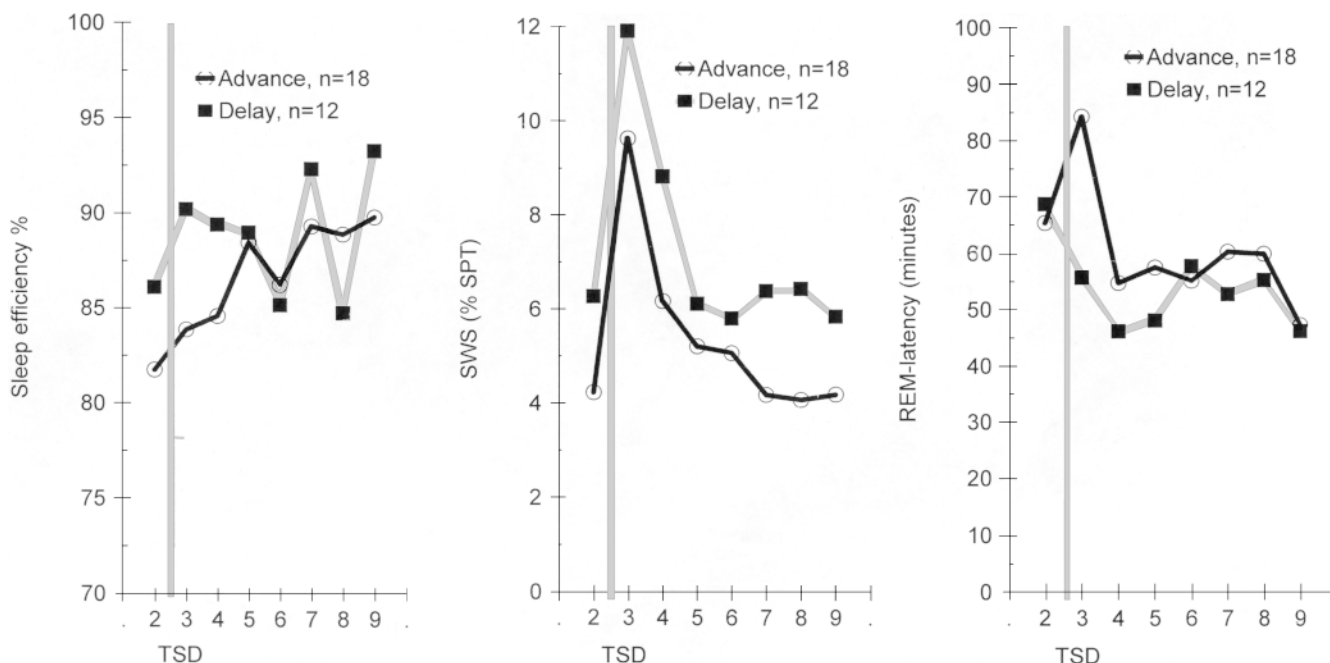 Sleep efficiency %
100
95
90
85
80
75
70
Advance, n=18
Delay, n=12
. 2 3 4 5 6 7 8 9 .
TSD
SWS (% SPT)
12
10
8
6
4
2
0
Advance, n=18
Delay, n=12
. 2 3 4 5 6 7 8 9 .
TSD
REM-latency (minutes)
100
90
80
70
60
50
40
30
20
10
0
Advance, n=18
Delay, n=12
. 2 3 4 5 6 7 8 9 .
TSD